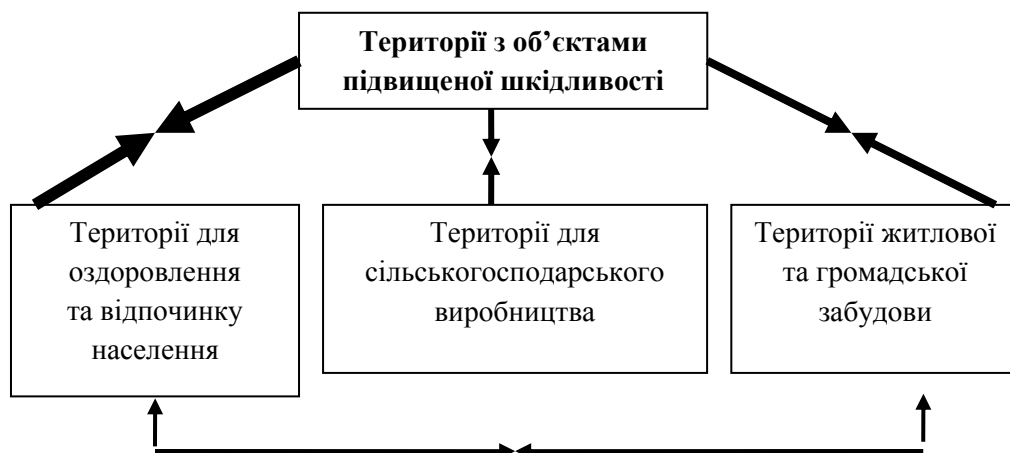 Території з об’єктами
підвищеної шкідливості
Території для
оздоровлення
та відпочинку
населення
Території для
сільськогосподарського
виробництва
Території житлової
та громадської
забудови